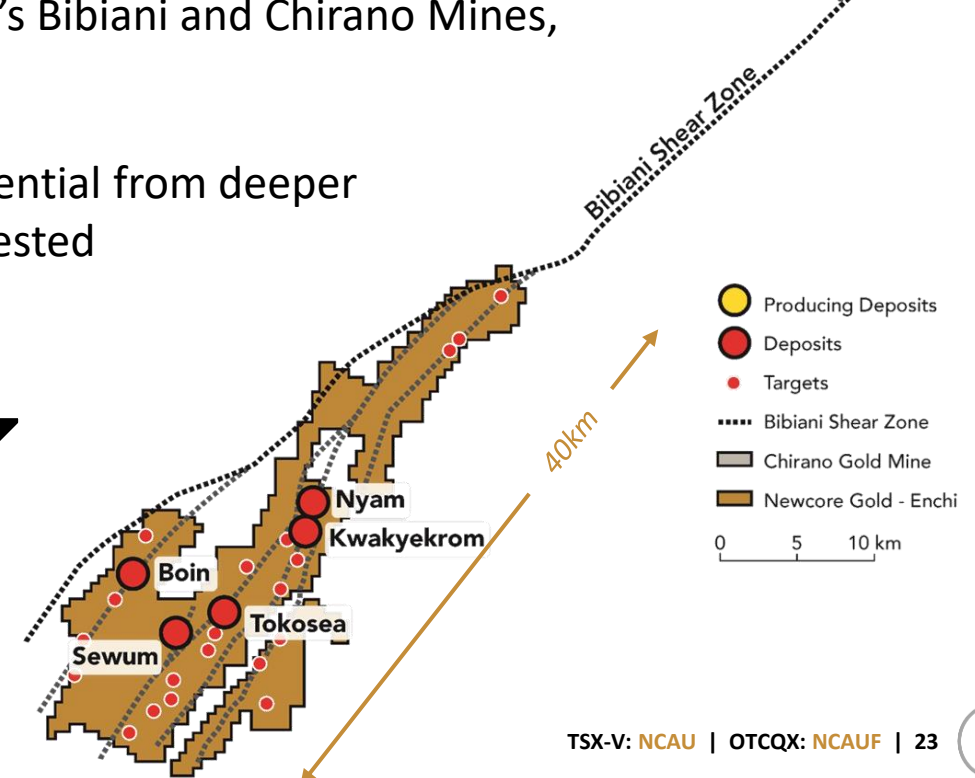 's Bibiani and Chirano Mines,
ential from deeper
ested
Bibiani Shear Zone
Producing Deposits
Deposits
Targets
Bibiani Shear Zone
Chirano Gold Mine
Newcore Gold - Enchi
0 5 10 km
40km
Nyam
Kwakyekrom
Boin
Tokosea
Sewum
TSX-V: NCAU | OTCQX: NCAUF | 23